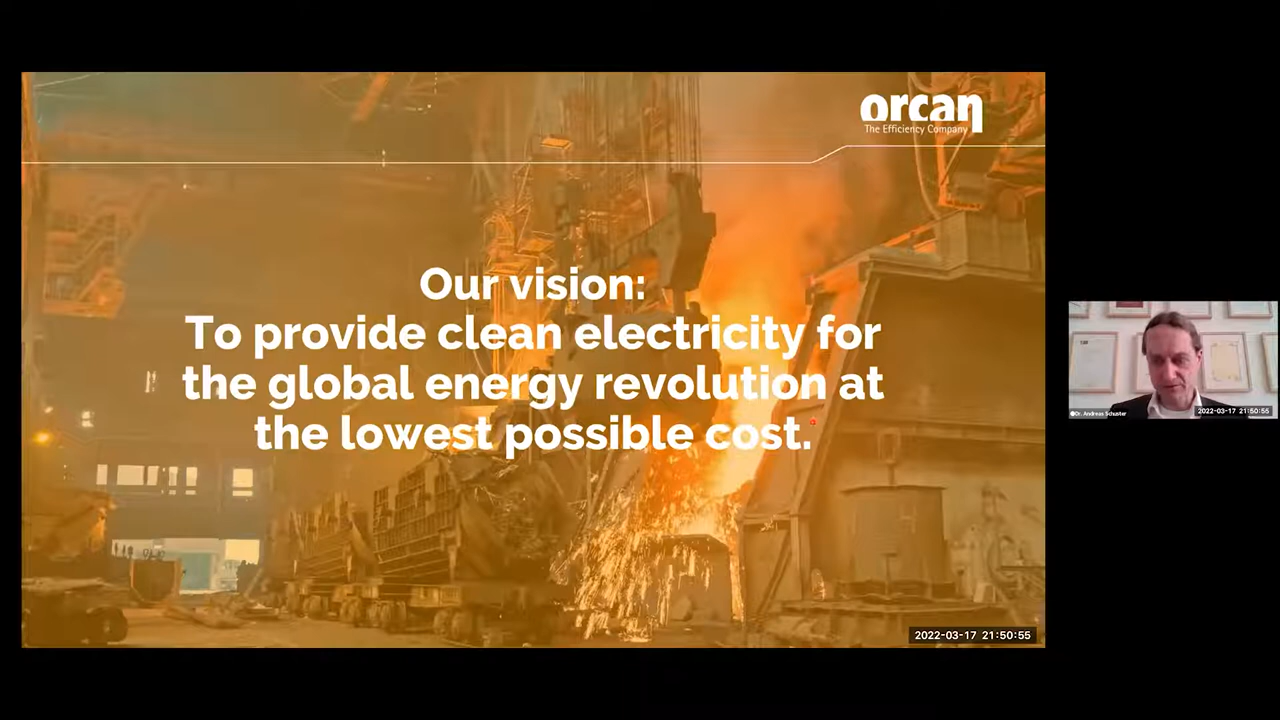 orcan
The Efficiency Company
Our vision:
To provide clean electricity for
the global energy revolution at
the lowest possible cost.
2022-03-17 21:50:55
Dr. Andreas Schuster
2022-03-17 21:50:55